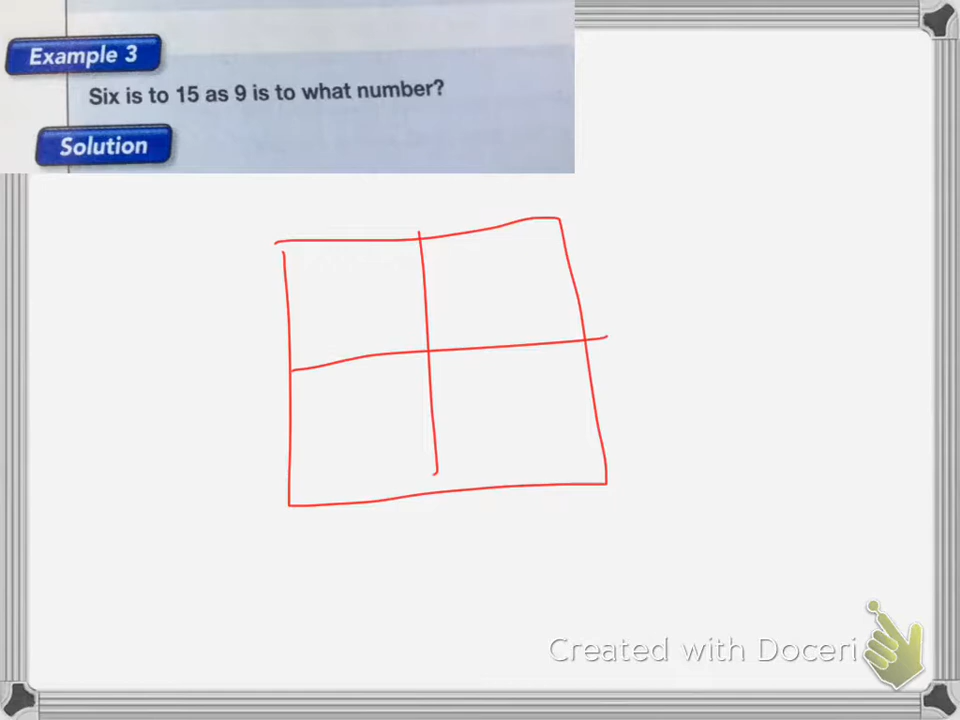 Example 3
Six is to 15 as 9 is to what number?
Solution
Created with Doceri